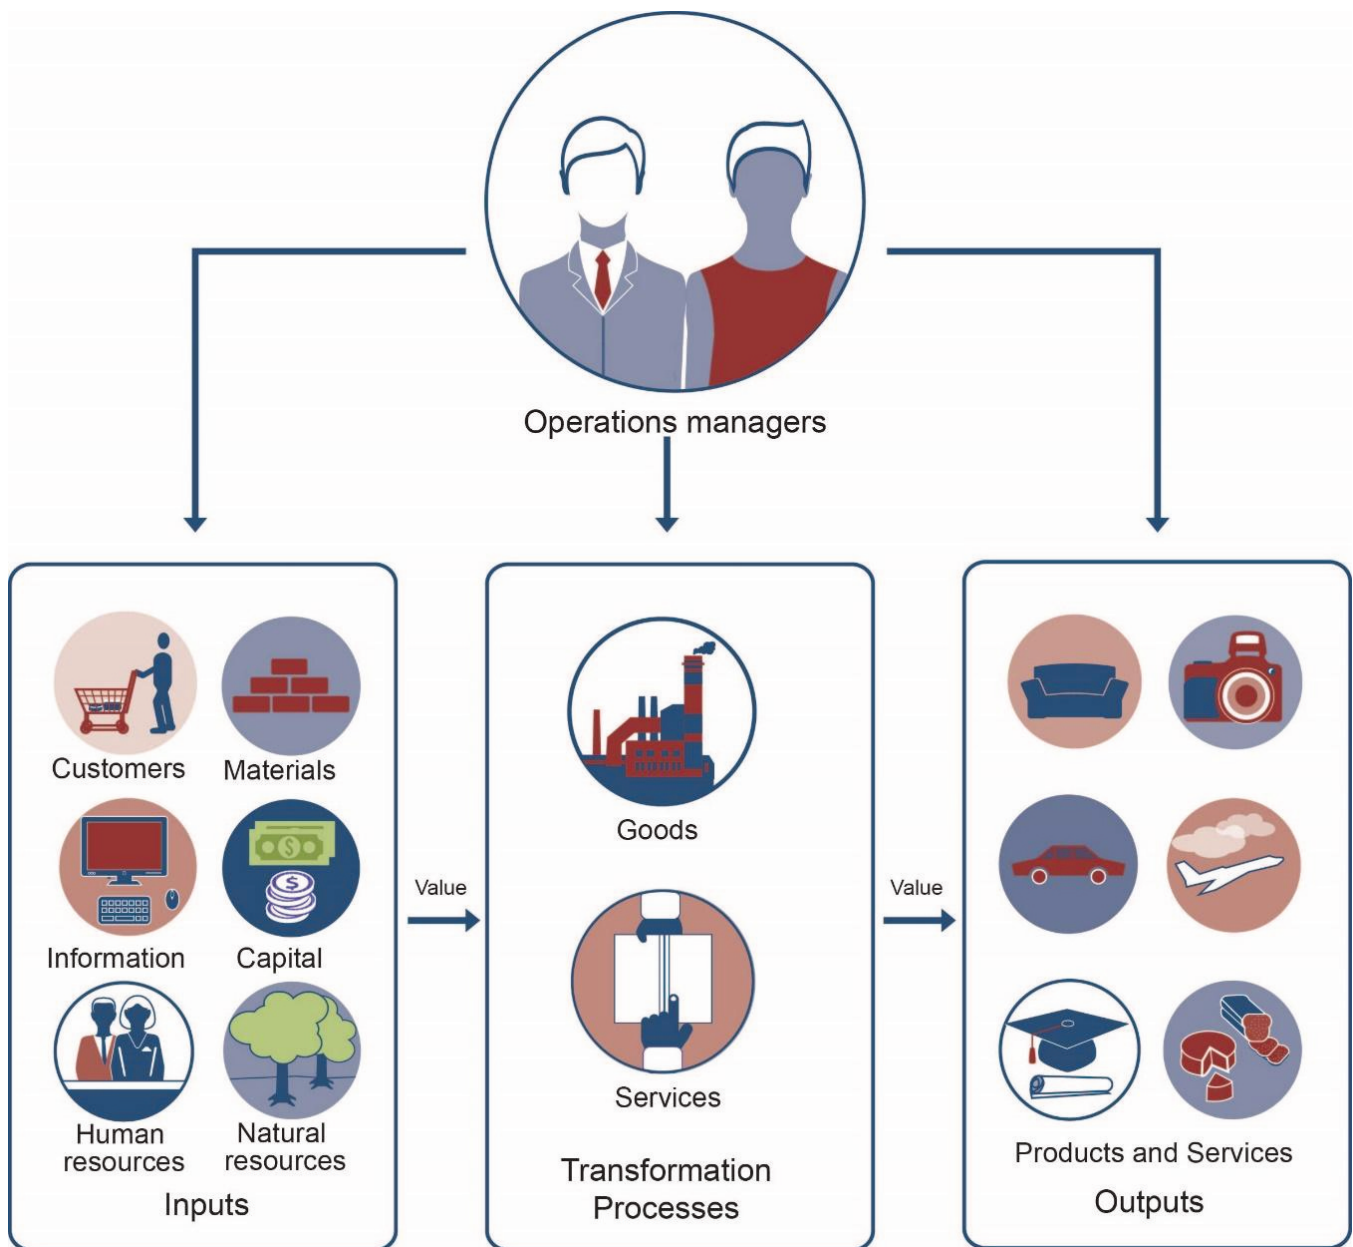 Operations managers
Customers
Materials
Information
Capital
Human
resources
Natural
resources
Inputs
Value
Goods
Services
Transformation
Processes
Value
Products and Services
Outputs